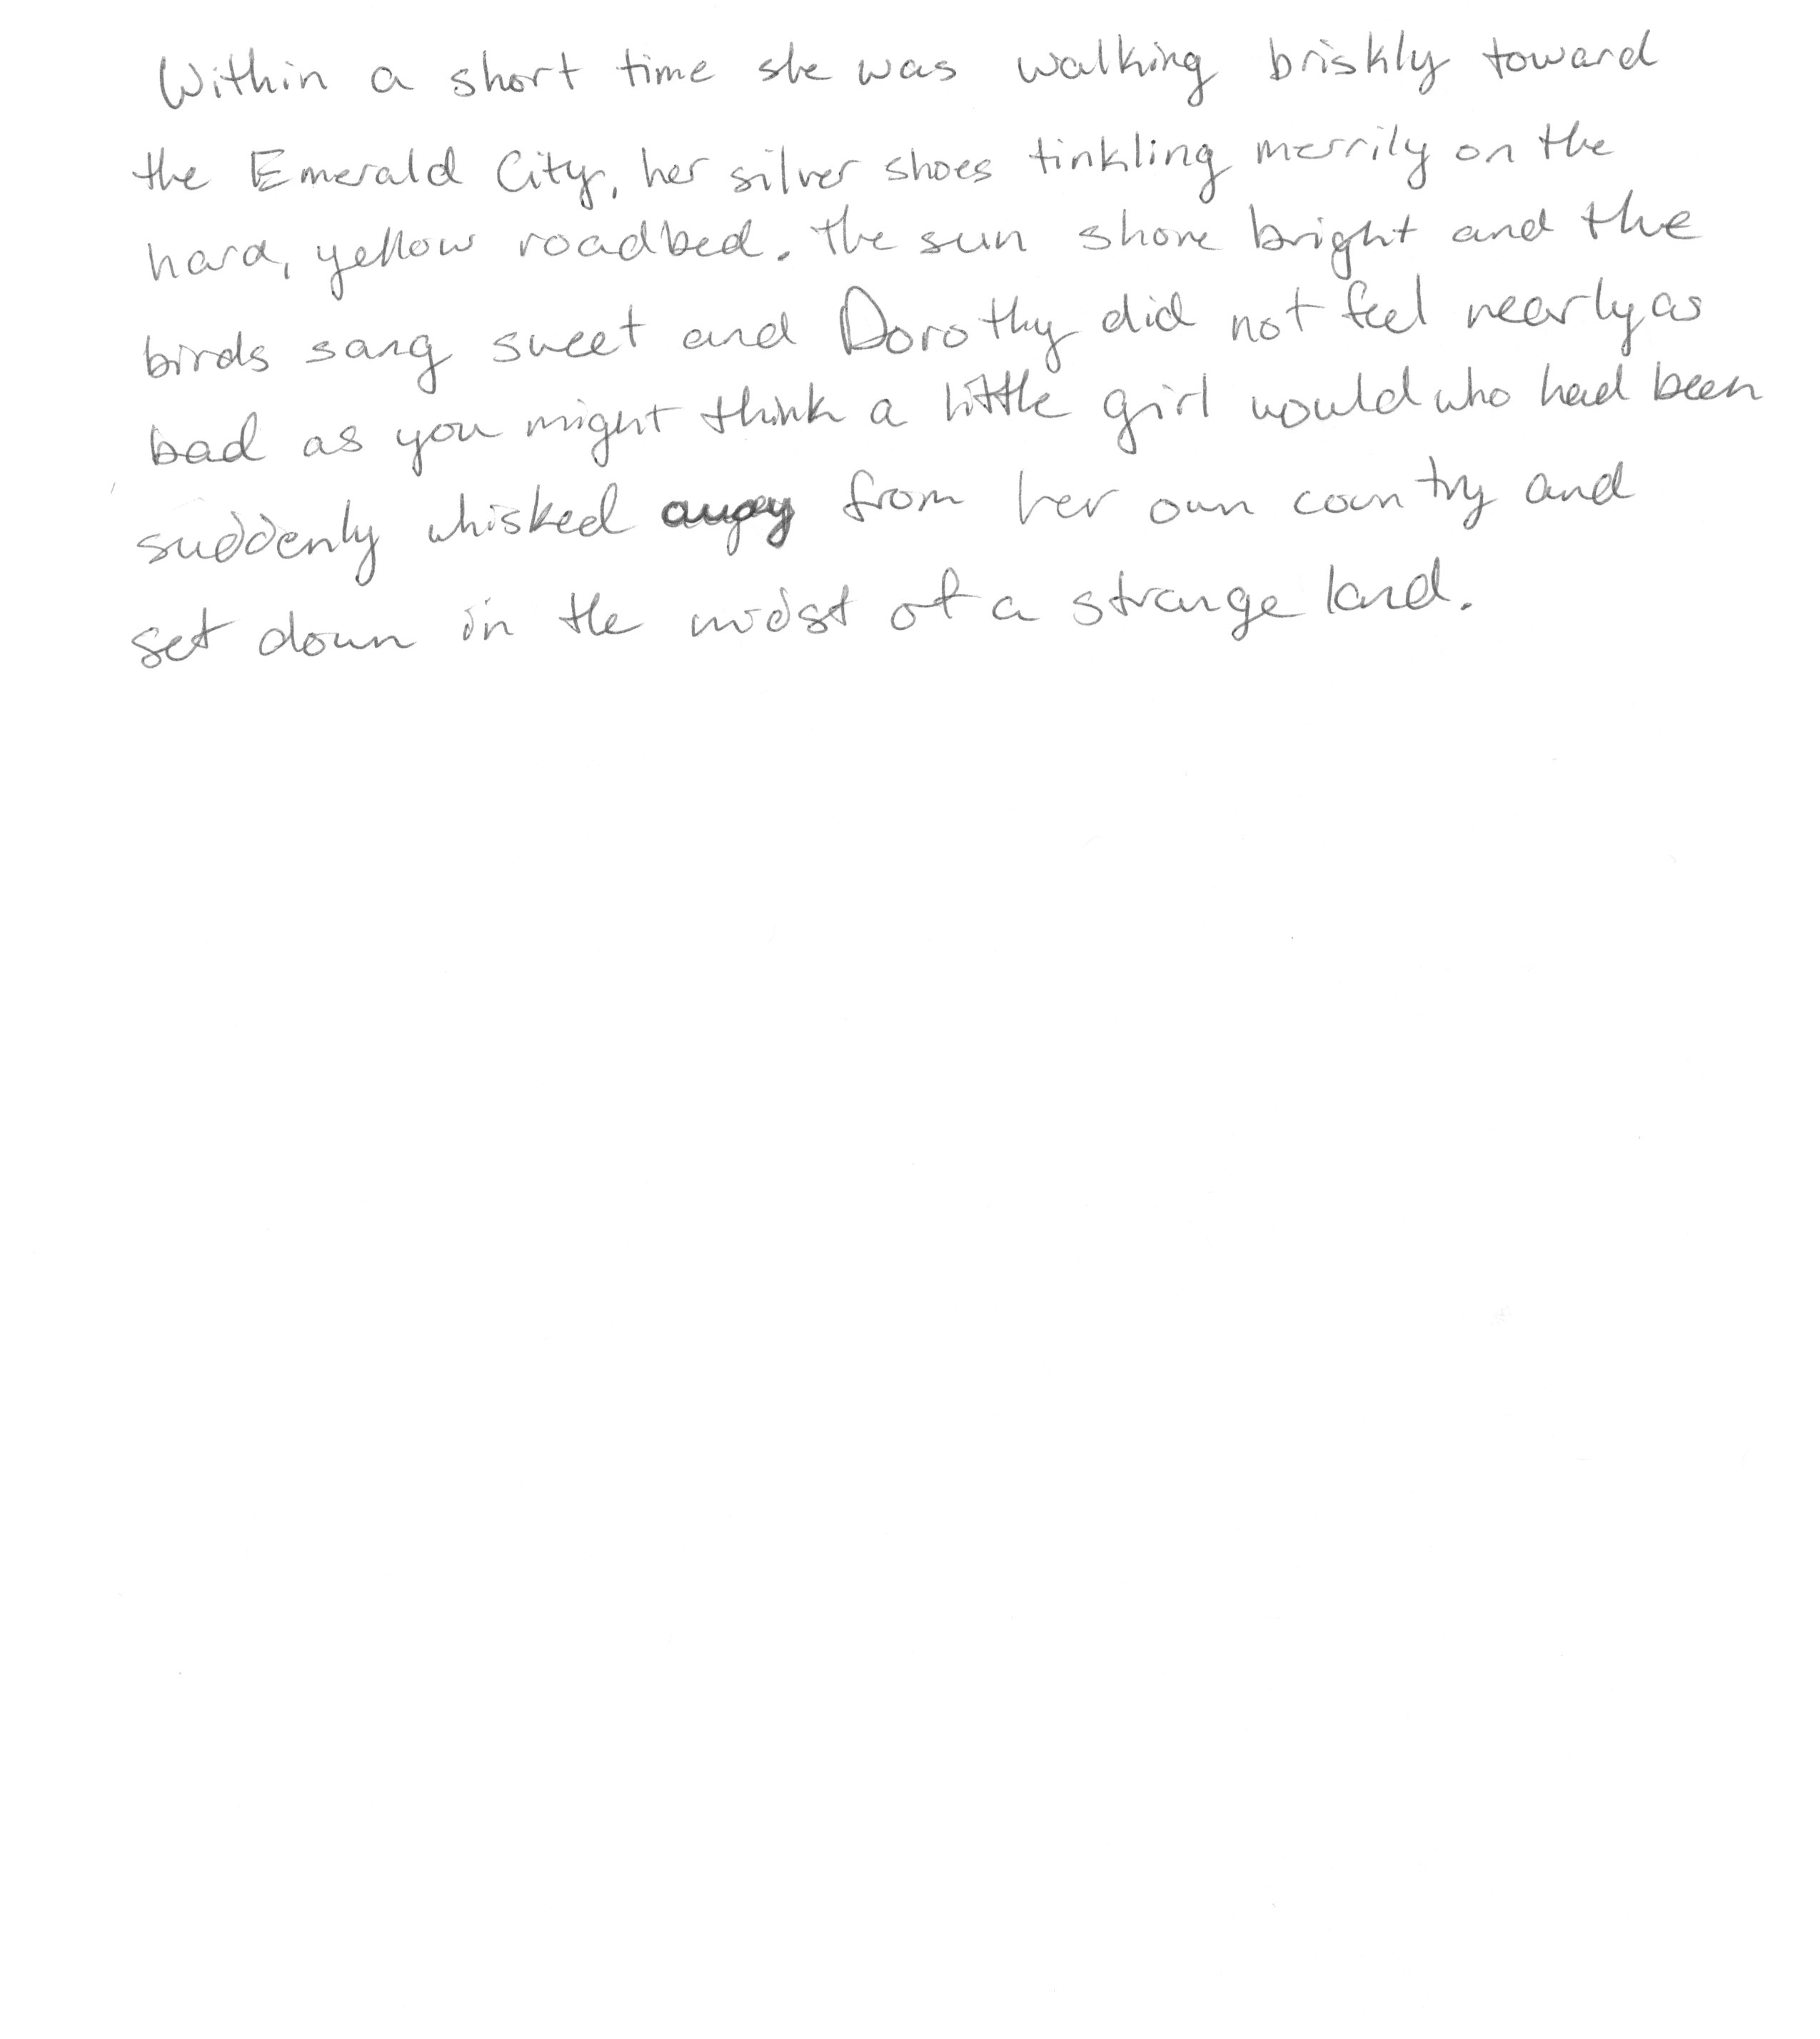 Within a short time she was walking briskly toward
the Emerald City, her silver shoes tinkling merrily on the
hard, yellow roadbed. The sun shone bright and the
birds sang sweet and Dorothy did not feel nearly as
bad as you might think a little girl would who had been
suddenly whisked away from her own country and
set down in the midst of a strange land.